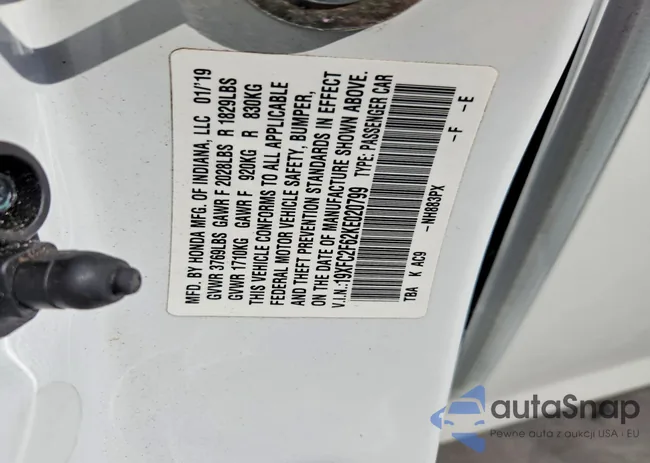 MFD. BY HONDA MFG. OF INDIANA, LLC 01/19
GVWR 3769LBS GAWR F 2028LBS R 1829LBS
GVWR 1710KG GAWR F 920KG R 830KG
THIS VEHICLE CONFORMS TO ALL APPLICABLE
FEDERAL MOTOR VEHICLE SAFETY, BUMPER,
AND THEFT PREVENTION STANDARDS IN EFFECT
ON THE DATE OF MANUFACTURE SHOWN ABOVE.
V.I.N.:19XFC2F62KE020799 TYPE: PASSENGER CAR
TBA K AC9 -NH883PX -F -E
autaSnap
Pewne auta z aukcji USA i EU